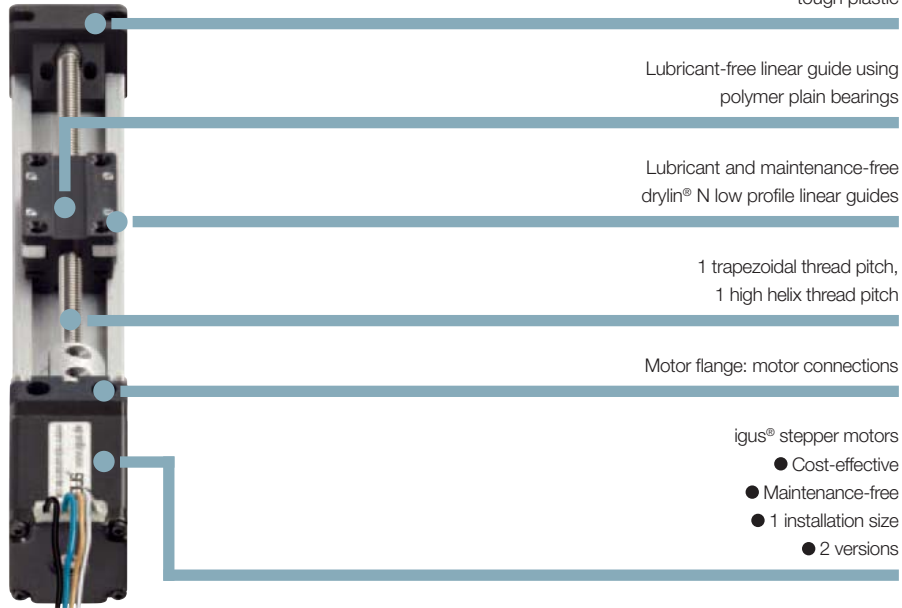 tough plastic
Lubricant-free linear guide using
polymer plain bearings
Lubricant and maintenance-free
drylin® N low profile linear guides
1 trapezoidal thread pitch,
1 high helix thread pitch
Motor flange: motor connections
igus® stepper motors
● Cost-effective
● Maintenance-free
● 1 installation size
● 2 versions